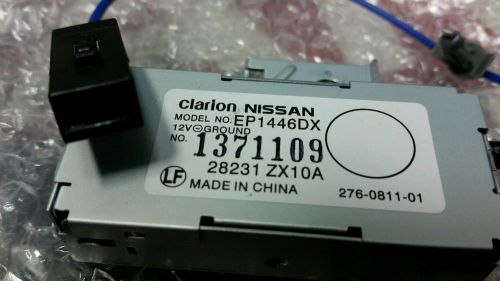 clarion NISSAN
MODEL NO. EP1446DX
12V⊖GROUND
NO. 1371109
28231 ZX10A
LF MADE IN CHINA 276-0811-01